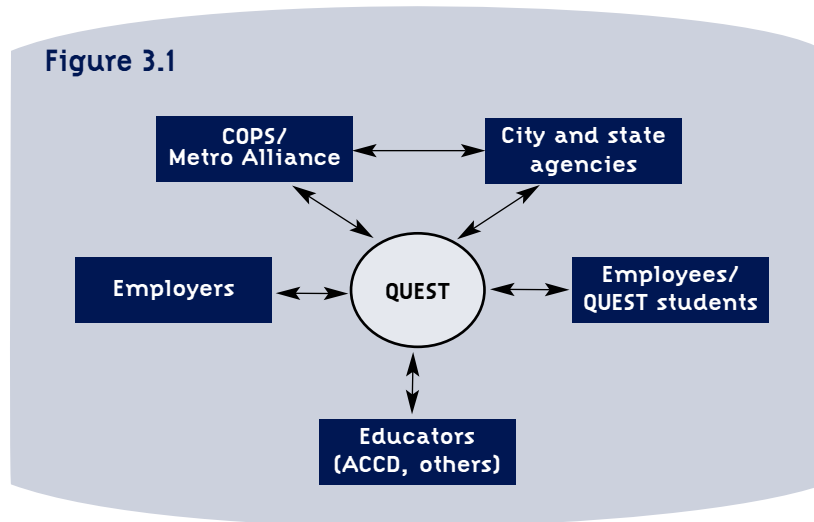 Figure 3.1
COPS/
Metro Alliance
City and state
agencies
Employers
QUEST
Employees/
QUEST students
Educators
(ACCD, others)